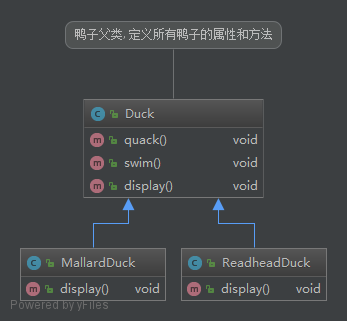 鸭子父类,定义所有鸭子的属性和方法
C Duck
m quack() void
m swim() void
m display() void
C MallardDuck
m display() void
C ReadheadDuck
m display() void
Powered by yFiles